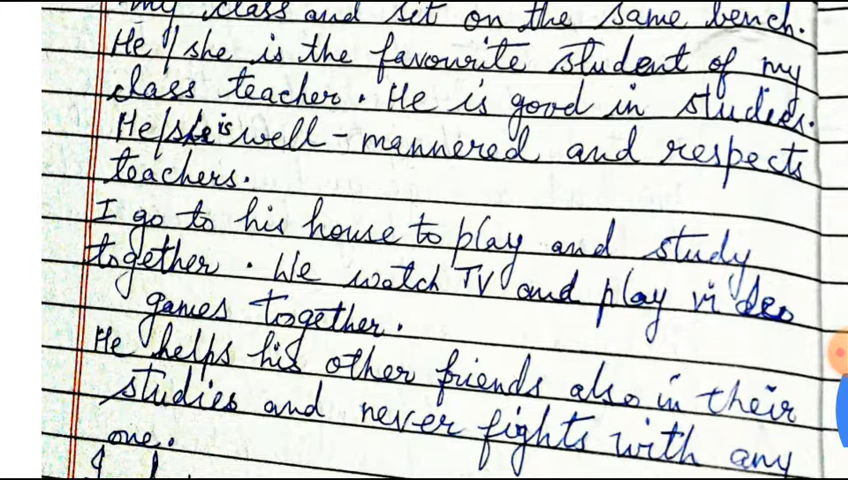 my class and sit on the same bench.
He/she is the favourite student of my
class teacher. He is good in studies.
He/she is well-mannered and respects
teachers.
I go to his house to play and study
together. We watch TV and play video
games together.
He helps his other friends also in their
studies and never fights with any
one.